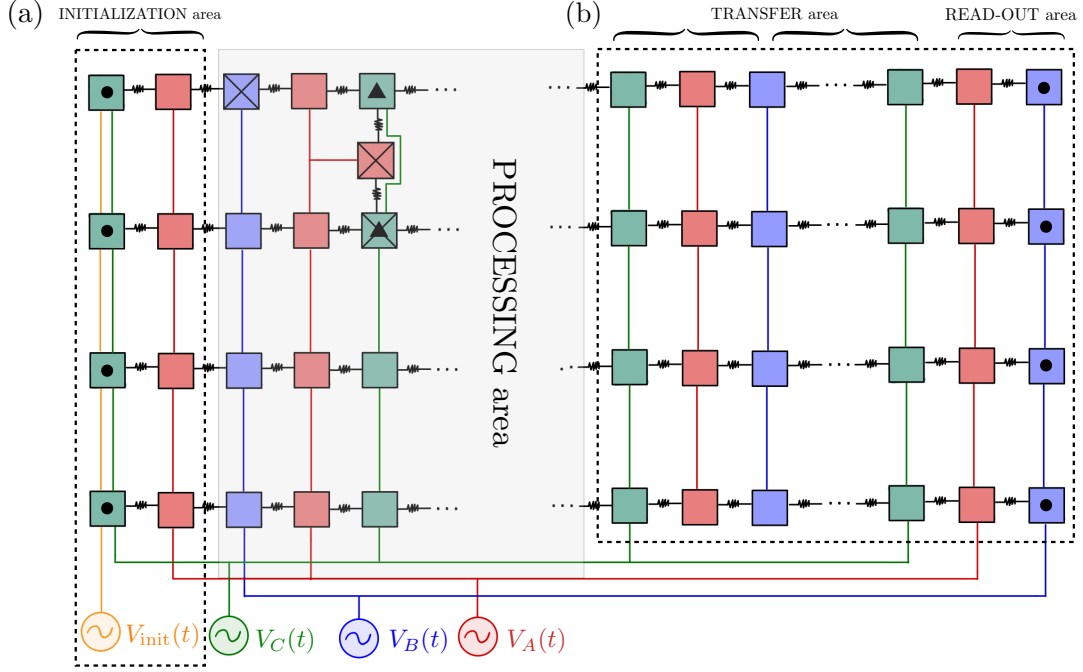 (a)
INITIALIZATION area
(b)
TRANSFER area
READ-OUT area
PROCESSING area
V_init(t)
V_C(t)
V_B(t)
V_A(t)